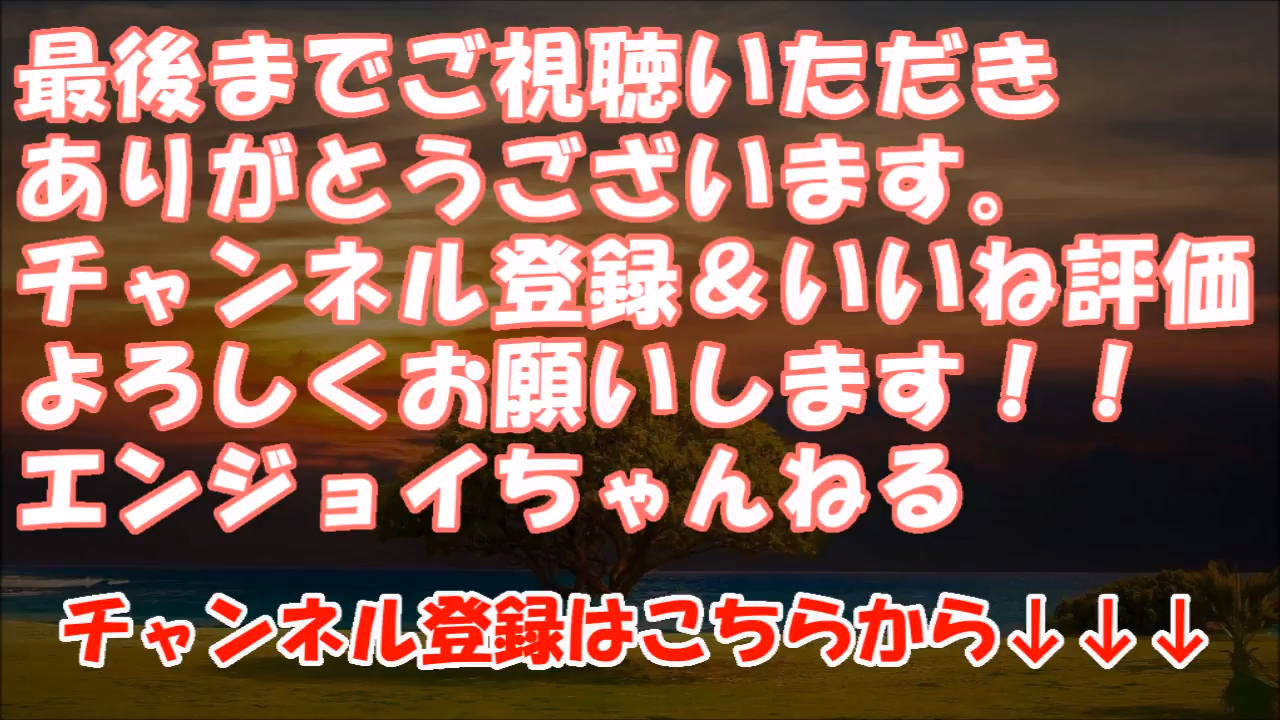 最後までご視聴いただき
ありがとうございます。
チャンネル登録＆いいね評価
よろしくお願いします！！
エンジョイちゃんねる
チャンネル登録はこちらから↓↓↓